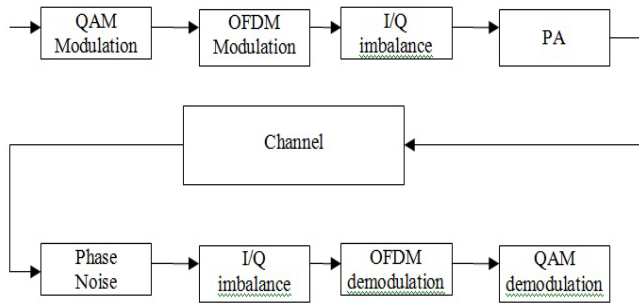 QAM
Modulation
OFDM
Modulation
I/Q
imbalance
PA
Channel
Phase
Noise
I/Q
imbalance
OFDM
demodulation
QAM
demodulation